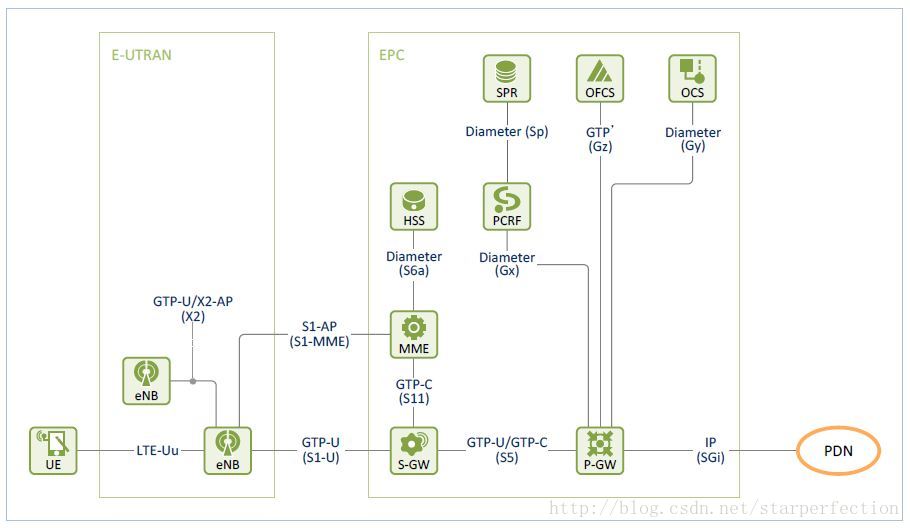 E-UTRAN
EPC
SPR
OFCS
OCS
Diameter (Sp)
GTP'
(Gz)
Diameter
(Gy)
HSS
PCRF
Diameter
(S6a)
Diameter
(Gx)
GTP-U/X2-AP
(X2)
S1-AP
(S1-MME)
MME
eNB
GTP-C
(S11)
UE
LTE-Uu
eNB
GTP-U
(S1-U)
S-GW
GTP-U/GTP-C
(S5)
P-GW
IP
(SGi)
PDN
http://blog.csdn.net/starperfection